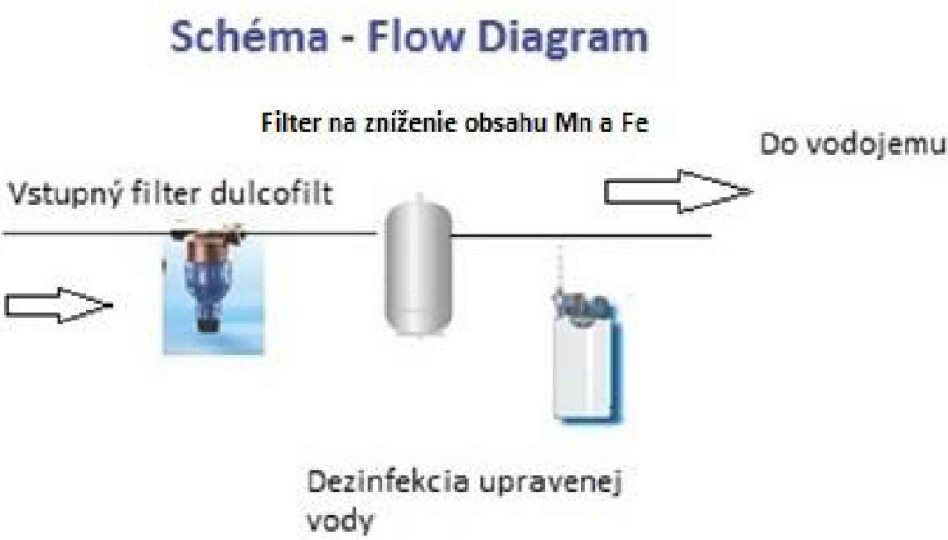 Schéma - Flow Diagram
Filter na zníženie obsahu Mn a Fe
Do vodojemu
Vstupný filter dulcofilt
Dezinfekcia upravenej
vody